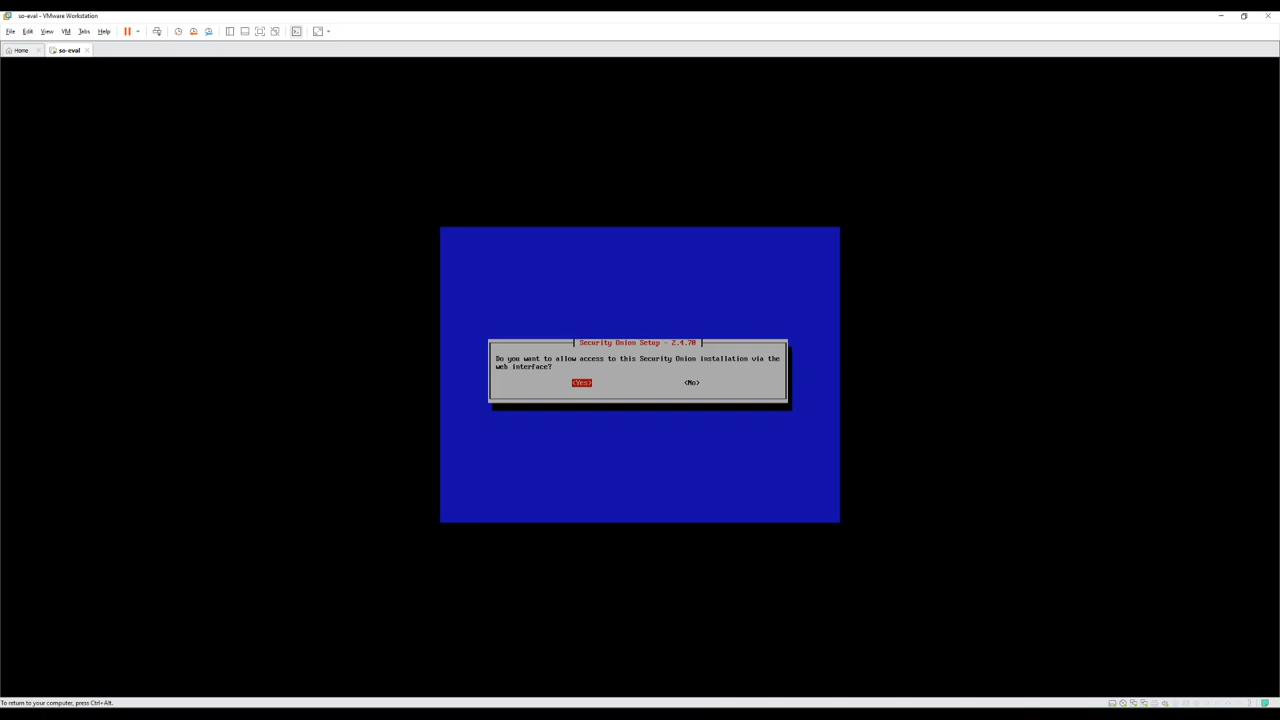 so-eval - VMware Workstation
File Edit View VM Tabs Help
Home so-eval
Security Onion Setup - 2.4.70
Do you want to allow access to this Security Onion installation via the
web interface?
<Yes> <No>
To return to your computer, press Ctrl+Alt.